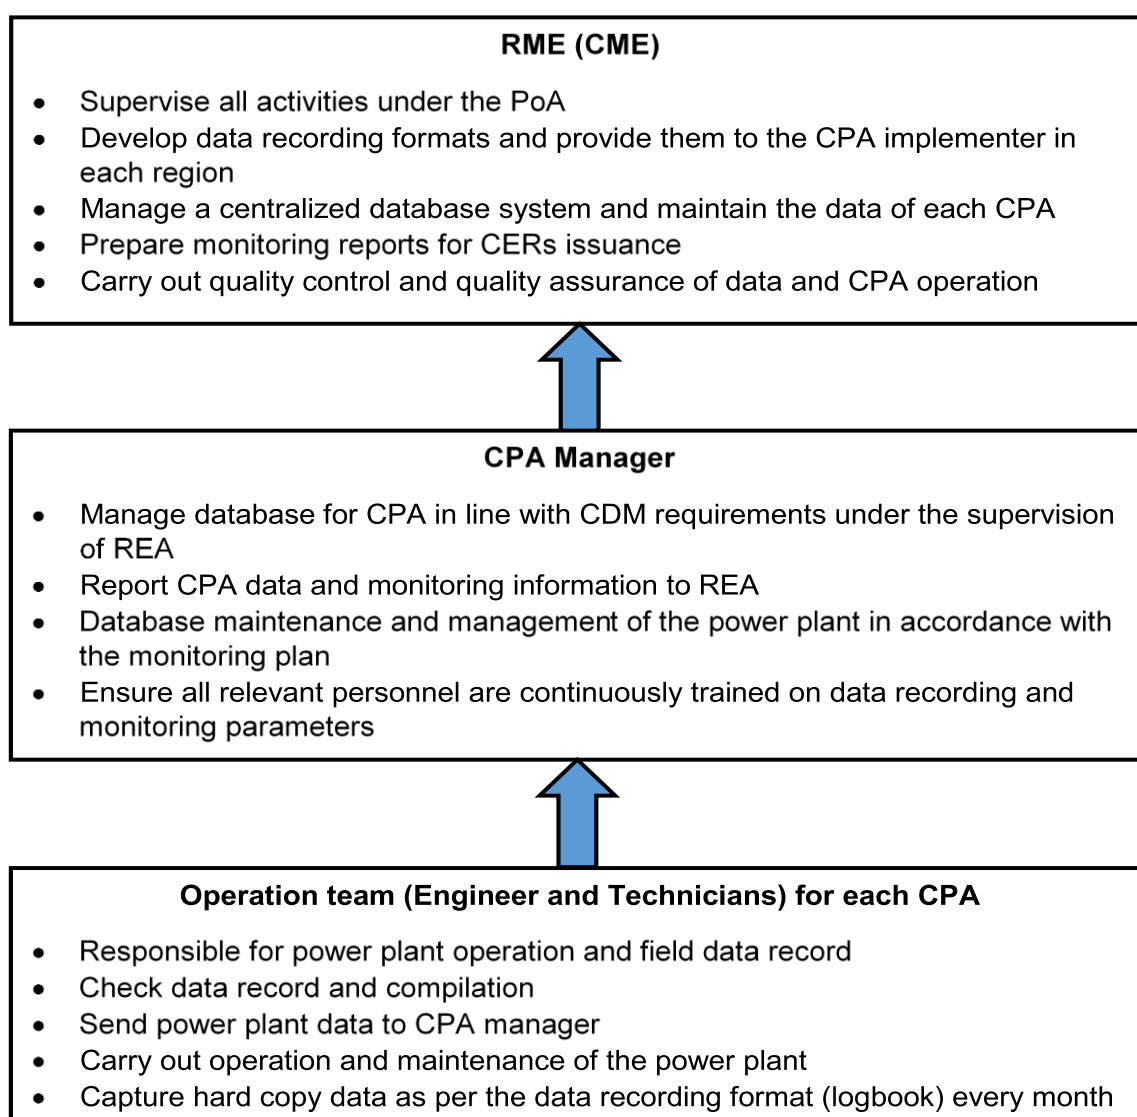 RME (CME)
• Supervise all activities under the PoA
• Develop data recording formats and provide them to the CPA implementer in
each region
• Manage a centralized database system and maintain the data of each CPA
• Prepare monitoring reports for CERs issuance
• Carry out quality control and quality assurance of data and CPA operation
CPA Manager
• Manage database for CPA in line with CDM requirements under the supervision
of REA
• Report CPA data and monitoring information to REA
• Database maintenance and management of the power plant in accordance with
the monitoring plan
• Ensure all relevant personnel are continuously trained on data recording and
monitoring parameters
Operation team (Engineer and Technicians) for each CPA
• Responsible for power plant operation and field data record
• Check data record and compilation
• Send power plant data to CPA manager
• Carry out operation and maintenance of the power plant
• Capture hard copy data as per the data recording format (logbook) every month